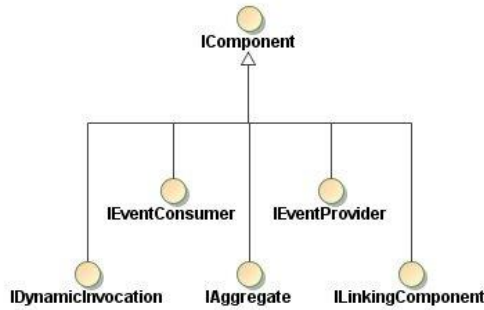 IComponent
IEventConsumer
IEventProvider
IDynamicInvocation
IAggregate
ILinkingComponent